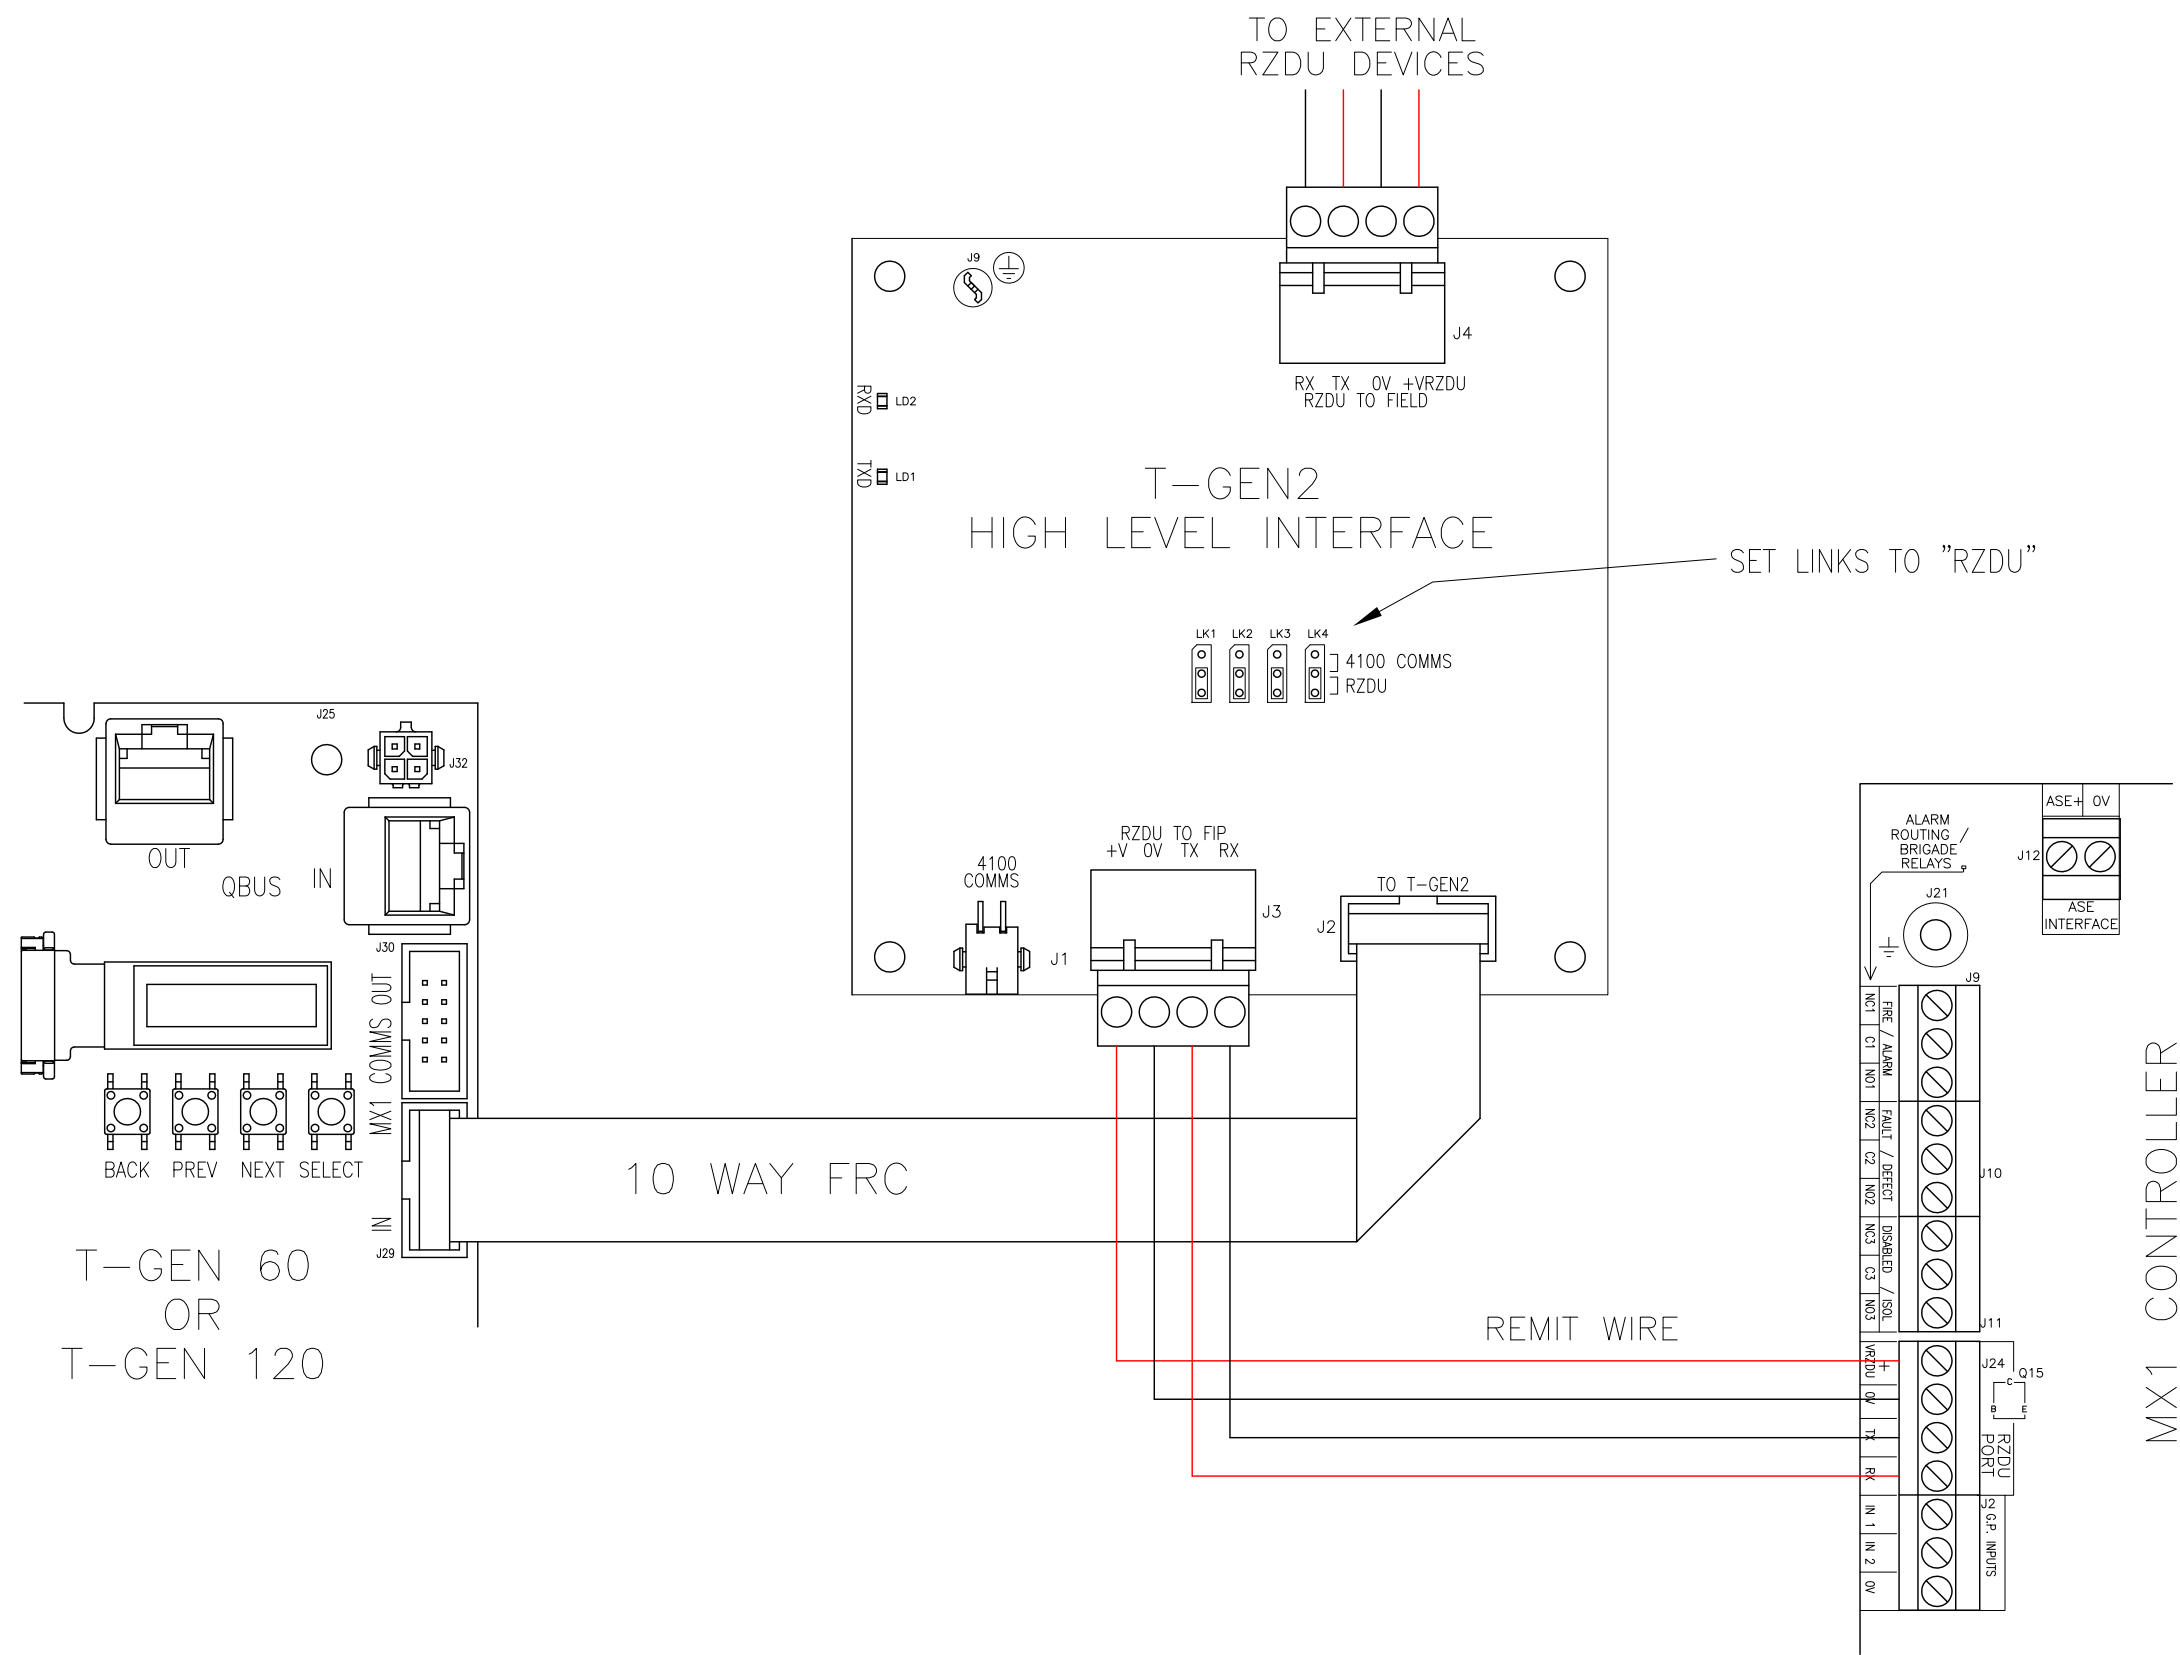 TO EXTERNAL
RZDU DEVICES
J9
J4
RX TX 0V +VRZDU
RZDU TO FIELD
RXD
LD2
TXD
LD1
T-GEN2
HIGH LEVEL INTERFACE
SET LINKS TO "RZDU"
LK1 LK2 LK3 LK4
4100 COMMS
RZDU
RZDU TO FIP
+V 0V TX RX
4100
COMMS
J1
J3
TO T-GEN2
J2
J25
J32
OUT
QBUS
IN
J30
MX1 COMMS OUT
BACK PREV NEXT SELECT
IN
J29
T-GEN 60
OR
T-GEN 120
10 WAY FRC
REMIT WIRE
ASE+ 0V
J12
ASE
INTERFACE
ALARM
ROUTING /
BRIGADE
RELAYS
J21
J9
NC1
C1
NO1
FIRE / ALARM
NC2
C2
NO2
FAULT / DEFECT
J10
NC3
C3
NO3
DISABLED / ISOL
J11
VRZDU +
0V
TX
RX
J24
Q15
C
B E
RZDU
PORT
IN 1
IN 2
0V
J2
G.P. INPUTS
MX1 CONTROLLER